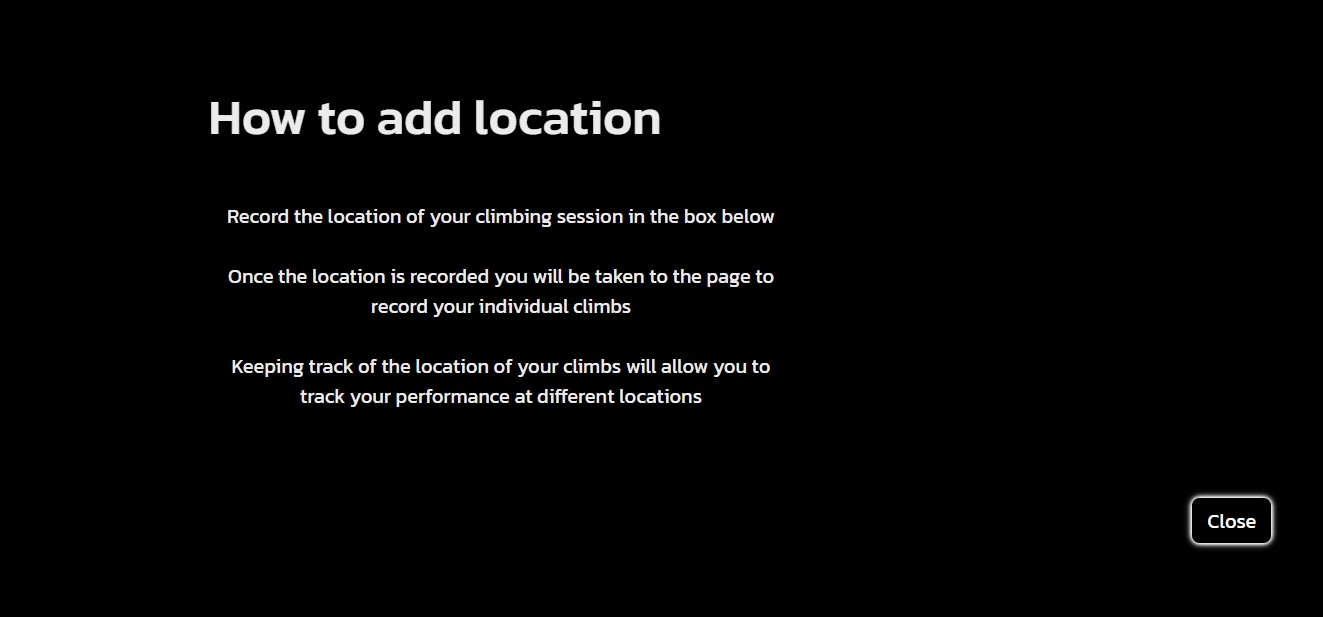 How to add location
Record the location of your climbing session in the box below
Once the location is recorded you will be taken to the page to
record your individual climbs
Keeping track of the location of your climbs will allow you to
track your performance at different locations
Close